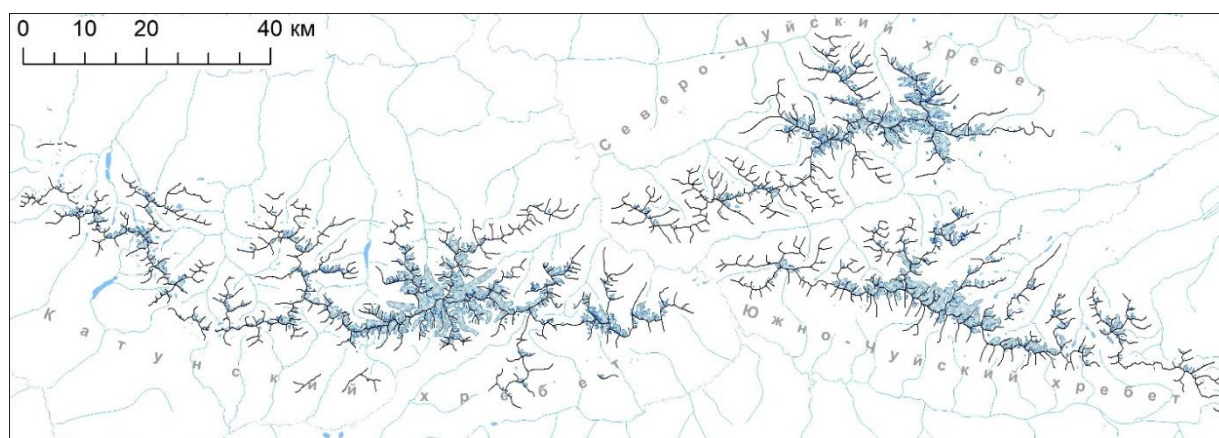 0 10 20 40 км
Северо-Чуйский хребет
Катунский хребет
Южно-Чуйский хребет